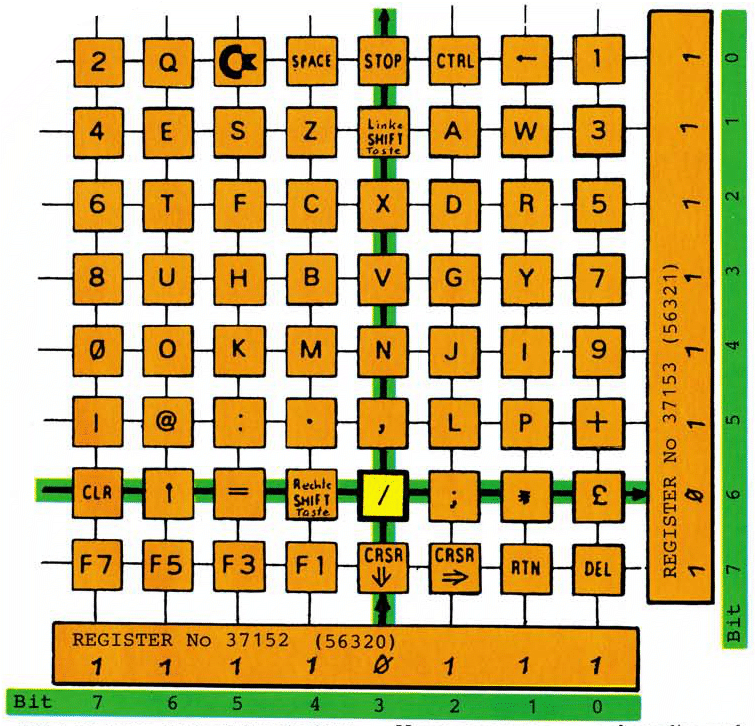 2 Q SPACE STOP CTRL ← 1 1 0
4 E S Z Linke SHIFT Taste A W 3 1 1
6 T F C X D R 5 1 2
8 U H B V G Y 7 1 3
Ø O K M N J I 9 1 4
| @ : . , L P + 1 5
CLR ↑ = Rechte SHIFT Taste / ; * £ Ø 6
F7 F5 F3 F1 CRSR ⇓ CRSR ⇒ RTN DEL 1 7
REGISTER No 37153 (56321)
Bit
REGISTER No 37152 (56320)
1 1 1 1 Ø 1 1 1
Bit 7 6 5 4 3 2 1 0